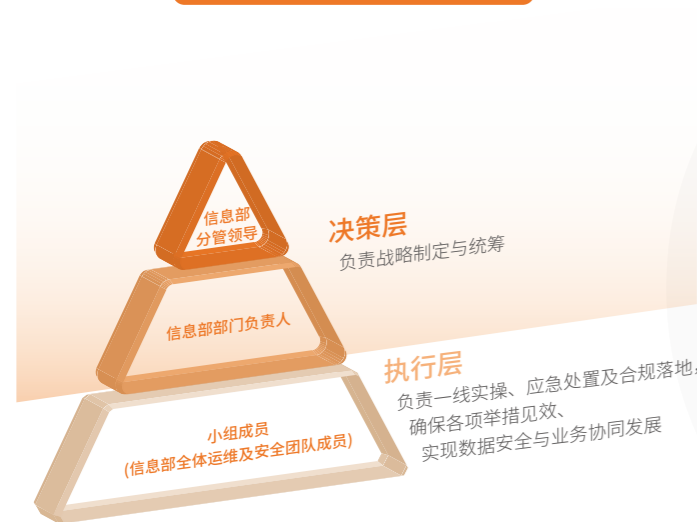 信息部
分管领导
决策层
负责战略制定与统筹
信息部部门负责人
执行层
负责一线实操、应急处置及合规落地，
确保各项举措见效、
实现数据安全与业务协同发展
小组成员
(信息部全体运维及安全团队成员)